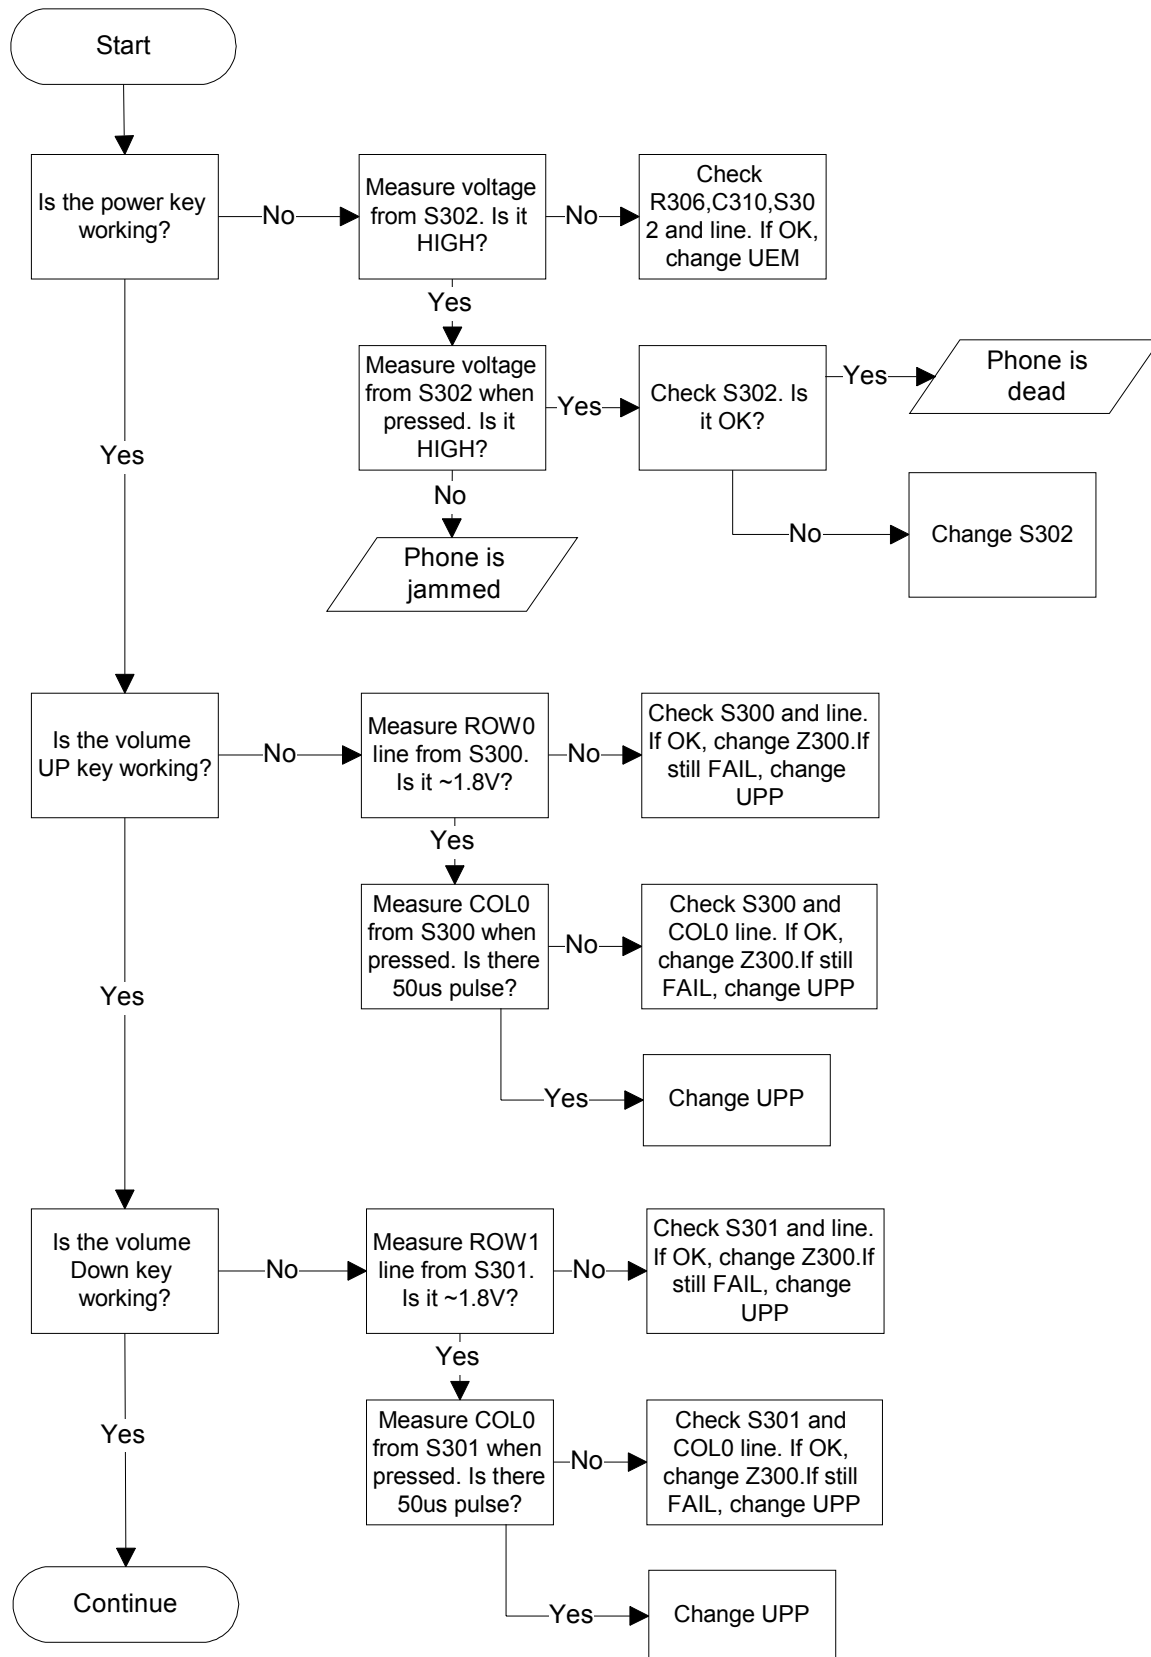 Start
Is the power key
working?
No
Measure voltage
from S302. Is it
HIGH?
No
Check
R306,C310,S30
2 and line. If OK,
change UEM
Yes
Measure voltage
from S302 when
pressed. Is it
HIGH?
Yes
Check S302. Is
it OK?
Yes
Phone is
dead
No
Change S302
No
Phone is
jammed
Yes
Is the volume
UP key working?
No
Measure ROW0
line from S300.
Is it ~1.8V?
No
Check S300 and line.
If OK, change Z300.If
still FAIL, change
UPP
Yes
Measure COL0
from S300 when
pressed. Is there
50us pulse?
No
Check S300 and
COL0 line. If OK,
change Z300.If still
FAIL, change UPP
Yes
Change UPP
Yes
Is the volume
Down key
working?
No
Measure ROW1
line from S301.
Is it ~1.8V?
No
Check S301 and line.
If OK, change Z300.If
still FAIL, change
UPP
Yes
Measure COL0
from S301 when
pressed. Is there
50us pulse?
No
Check S301 and
COL0 line. If OK,
change Z300.If still
FAIL, change UPP
Yes
Change UPP
Yes
Continue